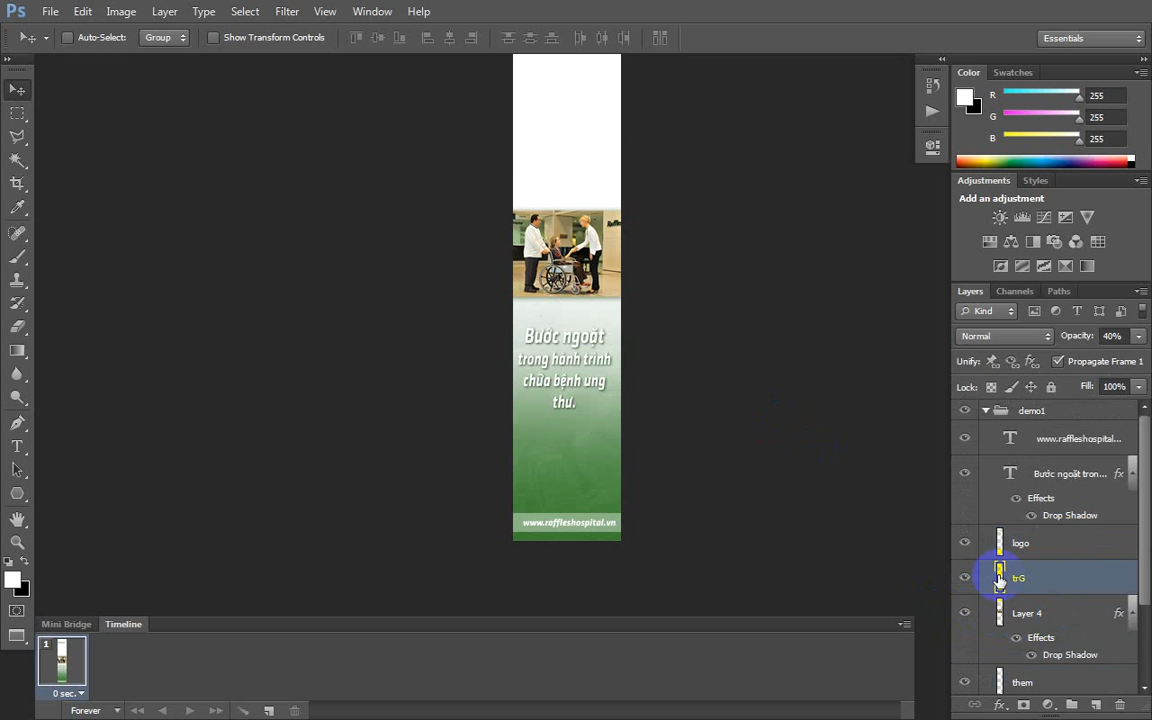 Ps File Edit Image Layer Type Select Filter View Window Help
Auto-Select: Group Show Transform Controls Essentials
Color Swatches
R 255
G 255
B 255
Adjustments Styles
Add an adjustment
Layers Channels Paths
Kind
Normal Opacity: 40%
Unify: Propagate Frame 1
Lock: Fill: 100%
demo1
www.raffleshospital...
Bước ngoặt tron... fx
Effects
Drop Shadow
logo
trG
Layer 4 fx
Effects
Drop Shadow
them
Bước ngoặt
trong hành trình
chữa bệnh ung
thư.
www.raffleshospital.vn
Mini Bridge Timeline
1
0 sec.
Forever